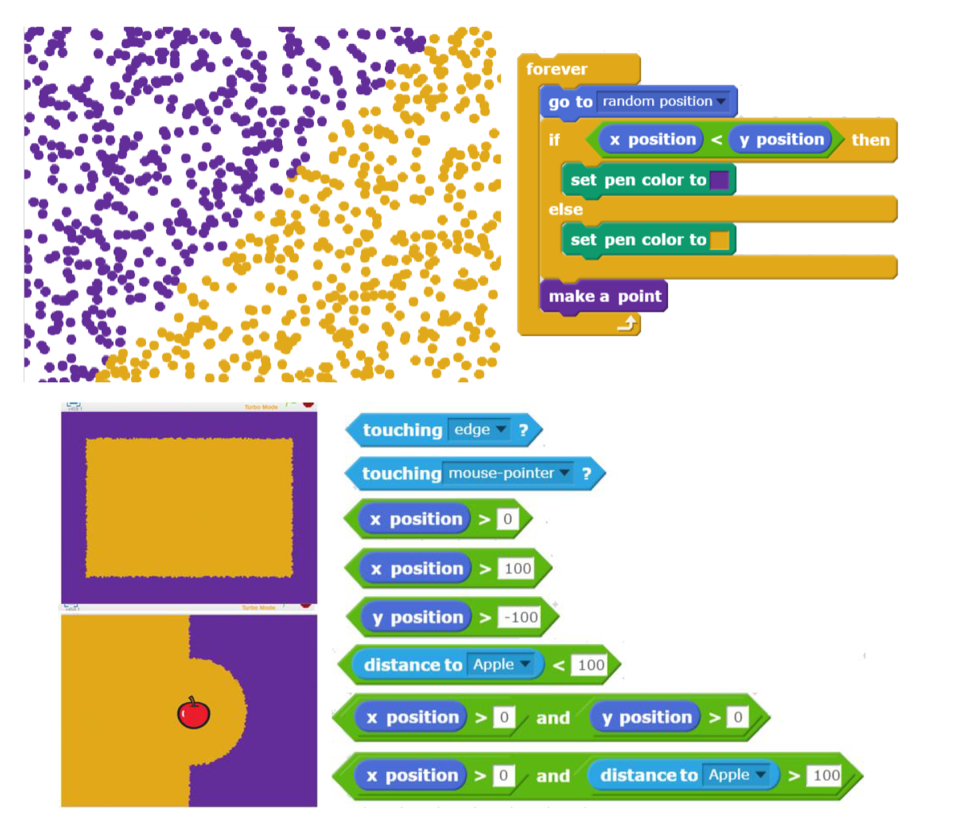 forever
go to random position
if x position < y position then
set pen color to
else
set pen color to
make a point
Turbo Mode
touching edge ?
touching mouse-pointer ?
x position > 0
x position > 100
y position > -100
Turbo Mode
distance to Apple < 100
x position > 0 and y position > 0
x position > 0 and distance to Apple > 100